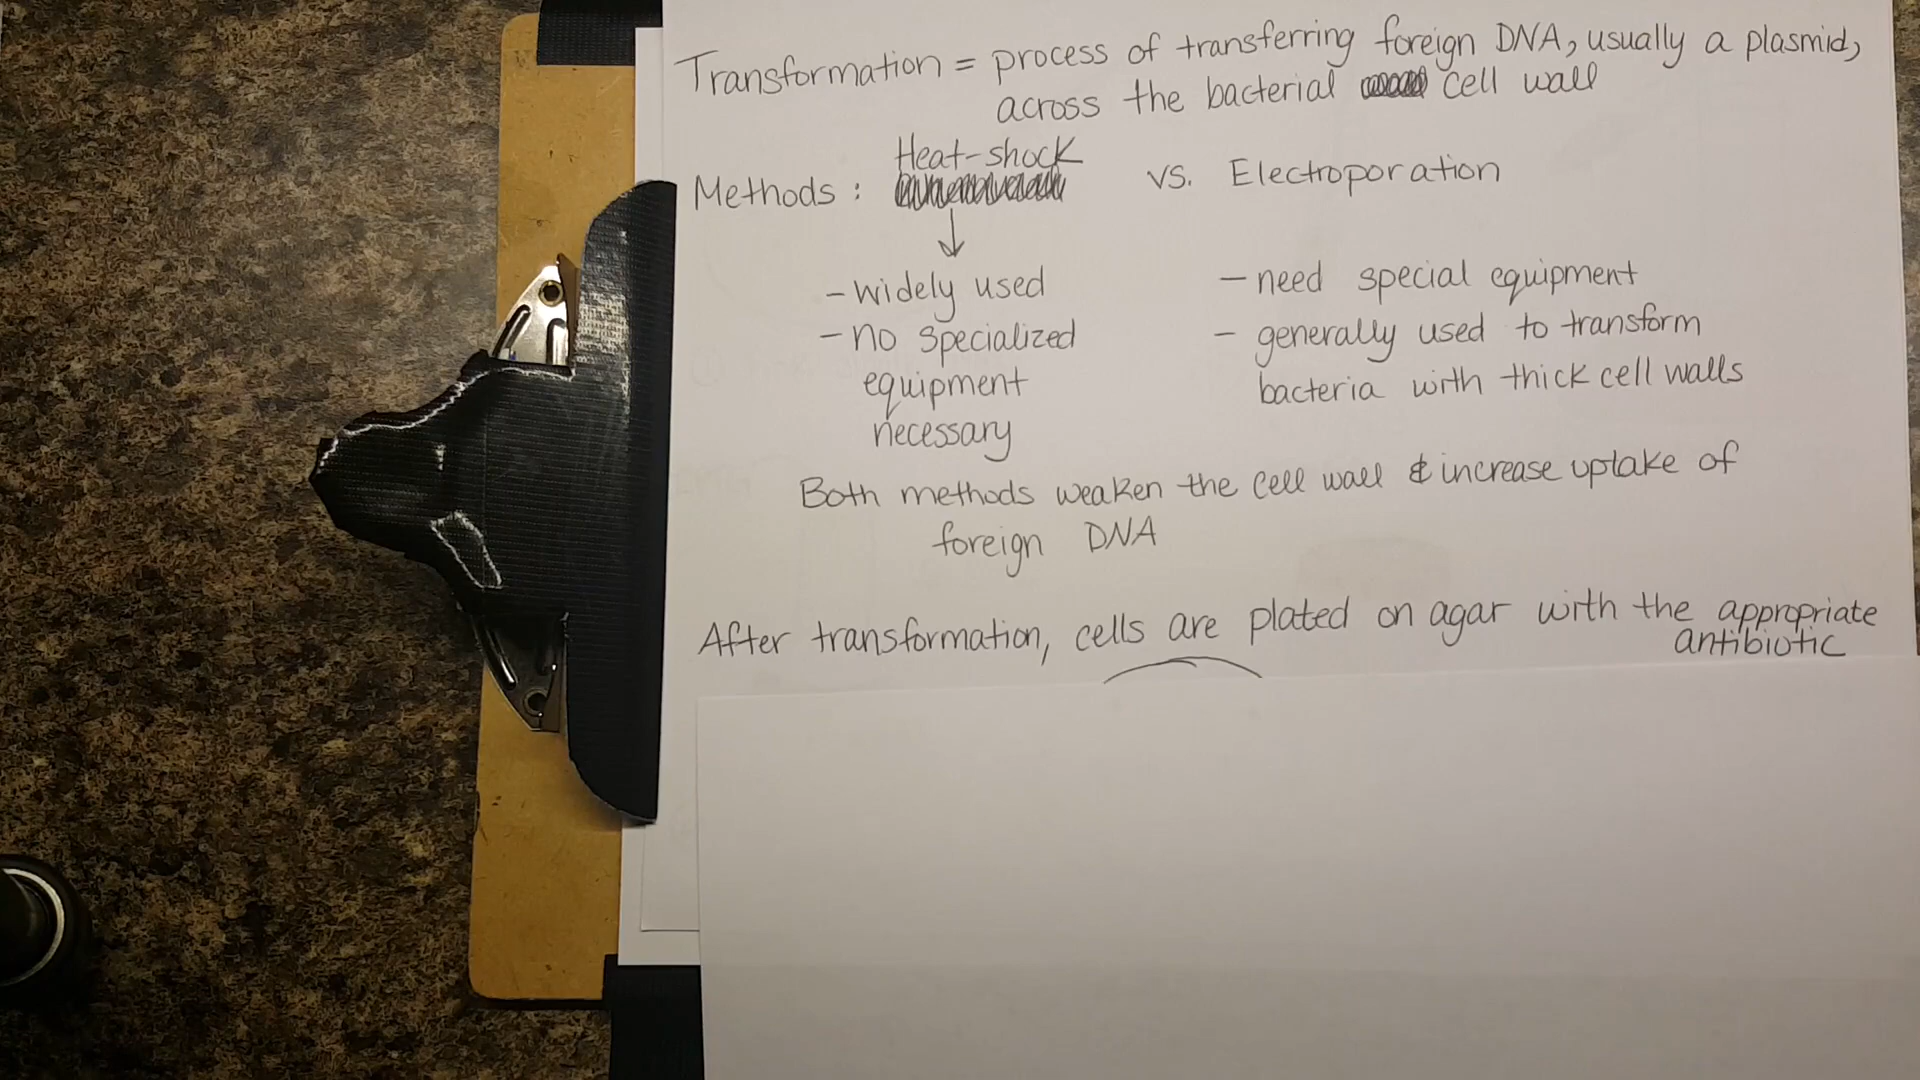 Transformation = process of transferring foreign DNA, usually a plasmid,
across the bacterial cell wall
Methods: Heat-shock vs. Electroporation
- widely used
- no specialized
equipment
necessary
- need special equipment
- generally used to transform
bacteria with thick cell walls
Both methods weaken the cell wall & increase uptake of
foreign DNA
After transformation, cells are plated on agar with the appropriate
antibiotic